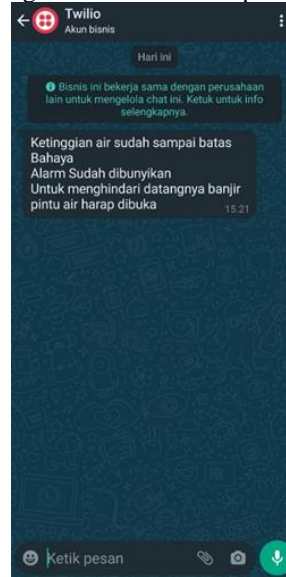 Twilio
Akun bisnis
Hari ini
Bisnis ini bekerja sama dengan perusahaan
lain untuk mengelola chat ini. Ketuk untuk info
selengkapnya.
Ketinggian air sudah sampai batas
Bahaya
Alarm Sudah dibunyikan
Untuk menghindari datangnya banjir
pintu air harap dibuka
15.21
Ketik pesan